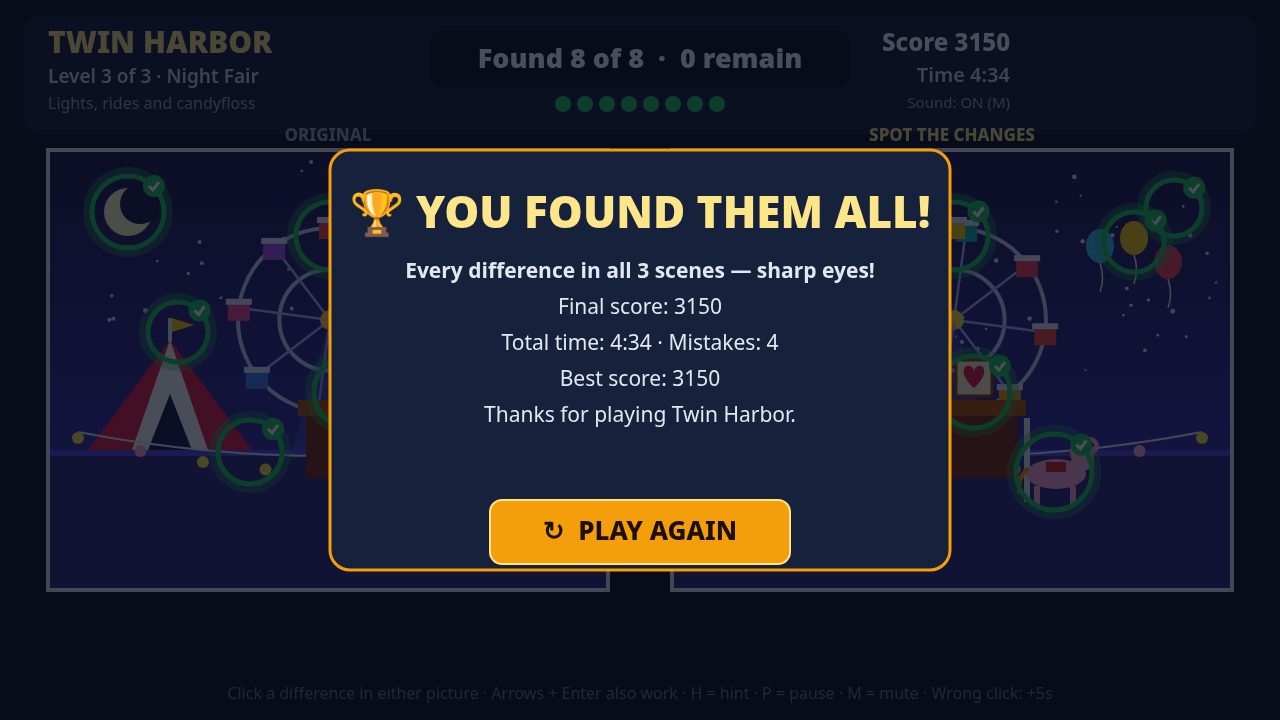 TWIN HARBOR
Level 3 of 3 · Night Fair
Lights, rides and candyfloss
Found 8 of 8 · 0 remain
Score 3150
Time 4:34
Sound: ON (M)
ORIGINAL
SPOT THE CHANGES
🏆 YOU FOUND THEM ALL!
Every difference in all 3 scenes — sharp eyes!
Final score: 3150
Total time: 4:34 · Mistakes: 4
Best score: 3150
Thanks for playing Twin Harbor.
↻ PLAY AGAIN
Click a difference in either picture · Arrows + Enter also work · H = hint · P = pause · M = mute · Wrong click: +5s